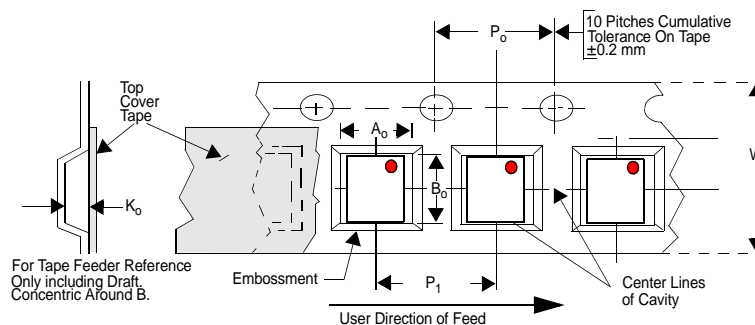 10 Pitches Cumulative
Tolerance On Tape
±0.2 mm
Po
Top
Cover
Tape
Ao
W
Bo
Ko
For Tape Feeder Reference
Only including Draft.
Concentric Around B.
Embossment
P1
Center Lines
of Cavity
User Direction of Feed